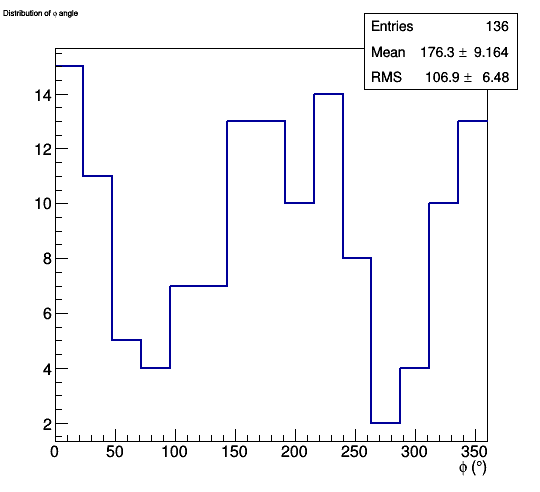 Distribution of φ angle
Entries 136
Mean 176.3 ± 9.164
RMS 106.9 ± 6.48
14
12
10
8
6
4
2
0 50 100 150 200 250 300 350
ϕ (°)